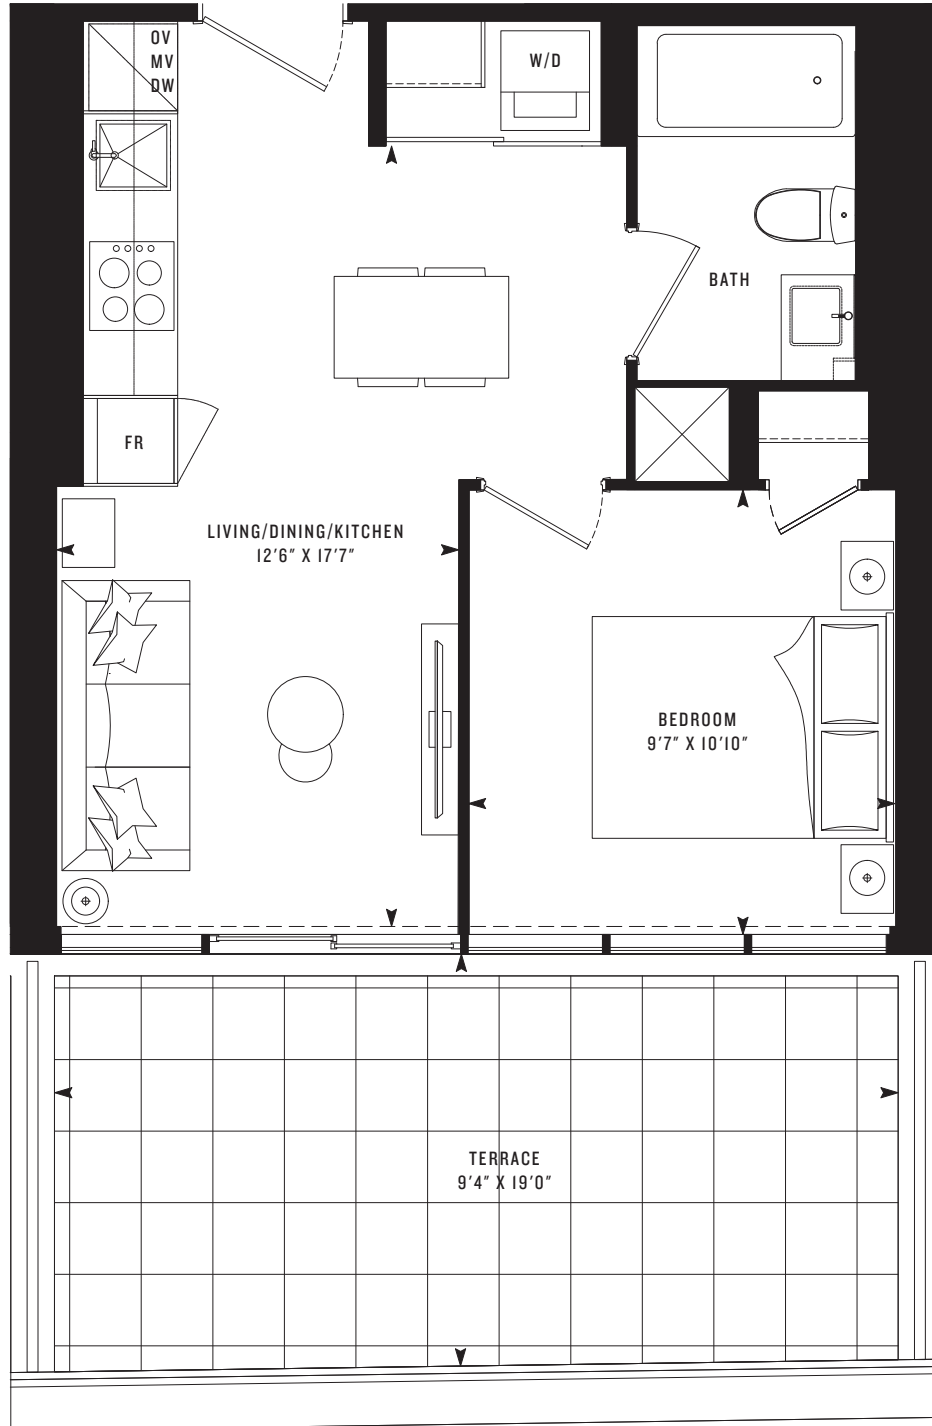 OV
MV
DW
W/D
BATH
FR
LIVING/DINING/KITCHEN
12'6" X 17'7"
BEDROOM
9'7" X 10'10"
TERRACE
9'4" X 19'0"